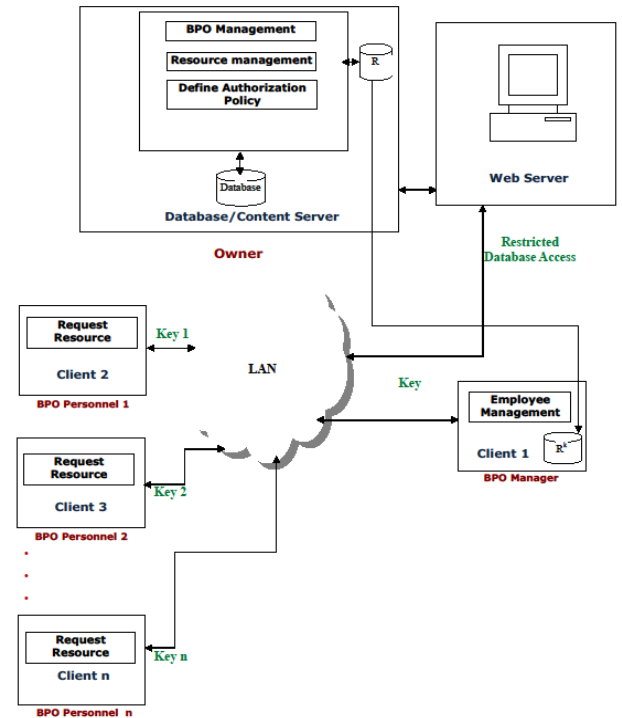 BPO Management
Resource management
Define Authorization
Policy
R
Database
Database/Content Server
Owner
Web Server
Restricted
Database Access
Request
Resource
Client 2
BPO Personnel 1
Key 1
LAN
Key
Employee
Management
Client 1
R^k
BPO Manager
Request
Resource
Client 3
BPO Personnel 2
Key 2
Request
Resource
Client n
BPO Personnel n
Key n